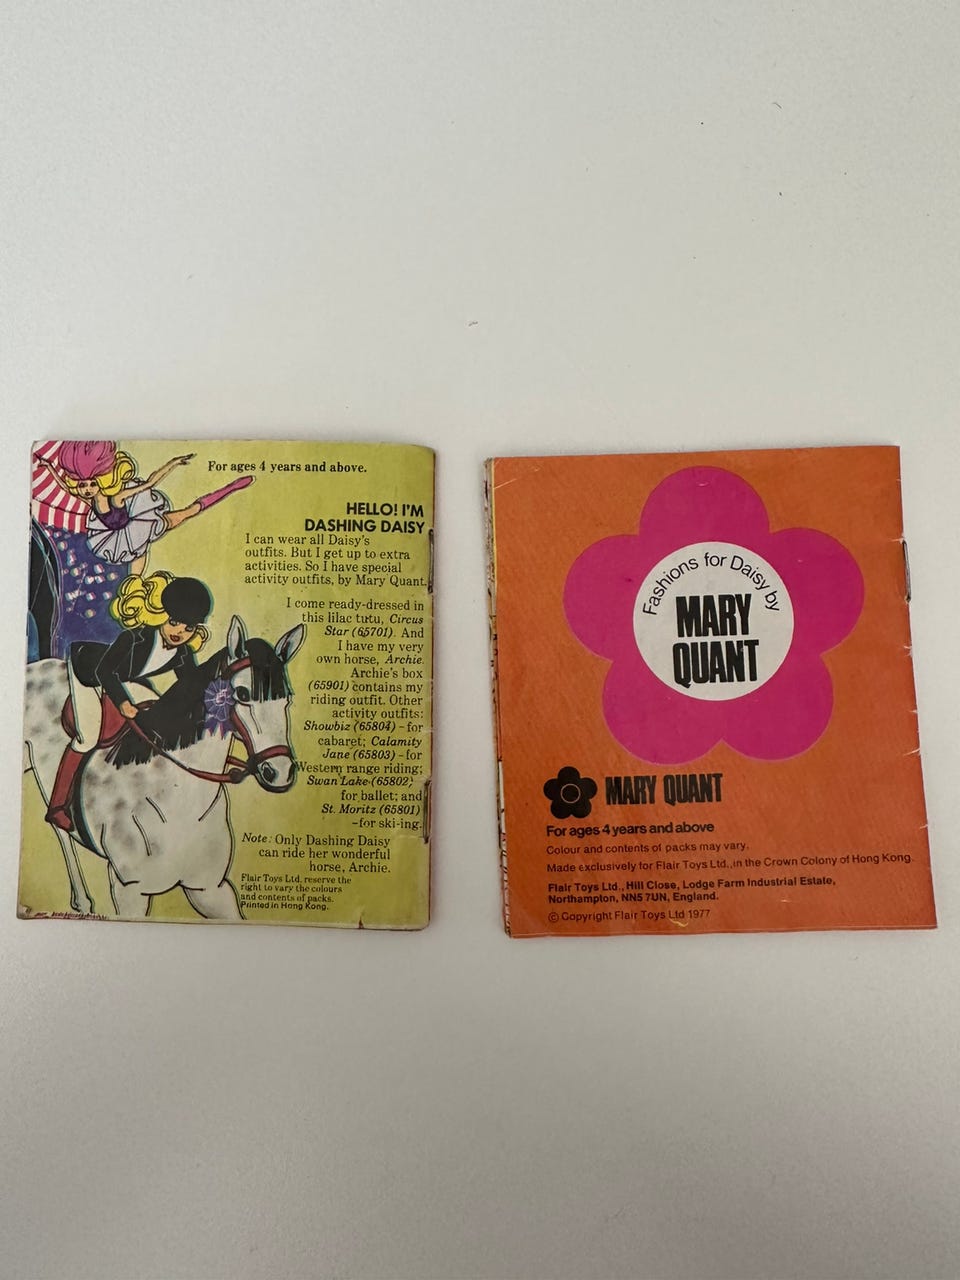 For ages 4 years and above.
HELLO! I'M
DASHING DAISY
I can wear all Daisy's
outfits. But I get up to extra
activities. So I have special
activity outfits, by Mary Quant.
I come ready-dressed in
this lilac tutu, Circus
Star (65701). And
I have my very
own horse, Archie.
Archie's box
(65901) contains my
riding outfit. Other
activity outfits:
Showbiz (65804) – for
cabaret; Calamity
Jane (65803) – for
Western range riding;
Swan Lake (65802)
for ballet; and
St. Moritz (65801)
– for ski-ing.
Note: Only Dashing Daisy
can ride her wonderful
horse, Archie.
Flair Toys Ltd. reserve the
right to vary the colours
and contents of packs.
Printed in Hong Kong.
Fashions for Daisy by
MARY
QUANT
MARY QUANT
For ages 4 years and above
Colour and contents of packs may vary.
Made exclusively for Flair Toys Ltd., in the Crown Colony of Hong Kong.
Flair Toys Ltd., Hill Close, Lodge Farm Industrial Estate,
Northampton, NN5 7UN, England.
© Copyright Flair Toys Ltd 1977